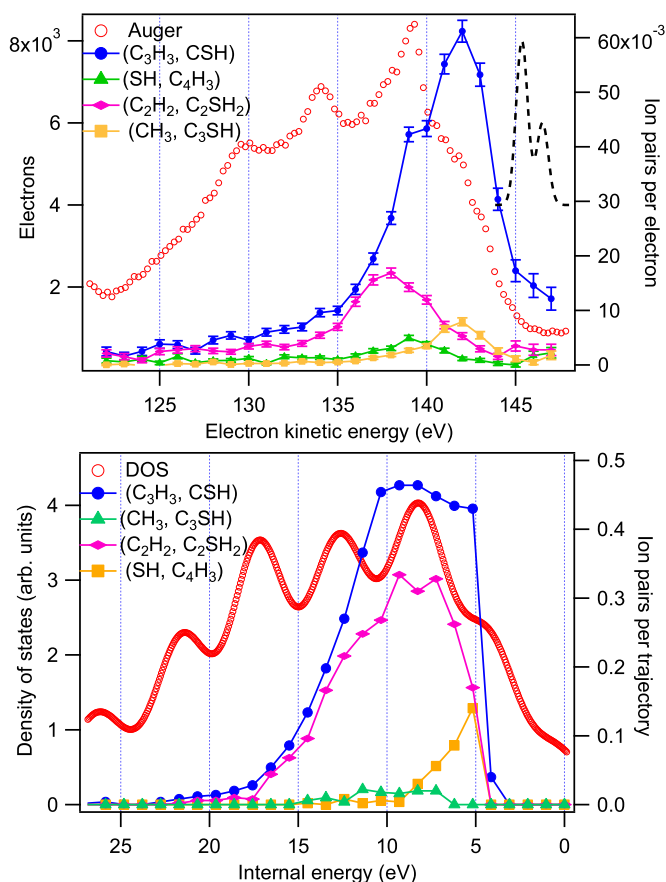 Auger
(C₃H₃, CSH)
(SH, C₄H₃)
(C₂H₂, C₂SH₂)
(CH₃, C₃SH)
8x10³
6
4
2
Electrons
60x10⁻³
50
40
30
20
10
0
Ion pairs per electron
125 130 135 140 145
Electron kinetic energy (eV)
DOS
(C₃H₃, CSH)
(CH₃, C₃SH)
(C₂H₂, C₂SH₂)
(SH, C₄H₃)
4
3
2
1
0
Density of states (arb. units)
0.5
0.4
0.3
0.2
0.1
0.0
Ion pairs per trajectory
25 20 15 10 5 0
Internal energy (eV)